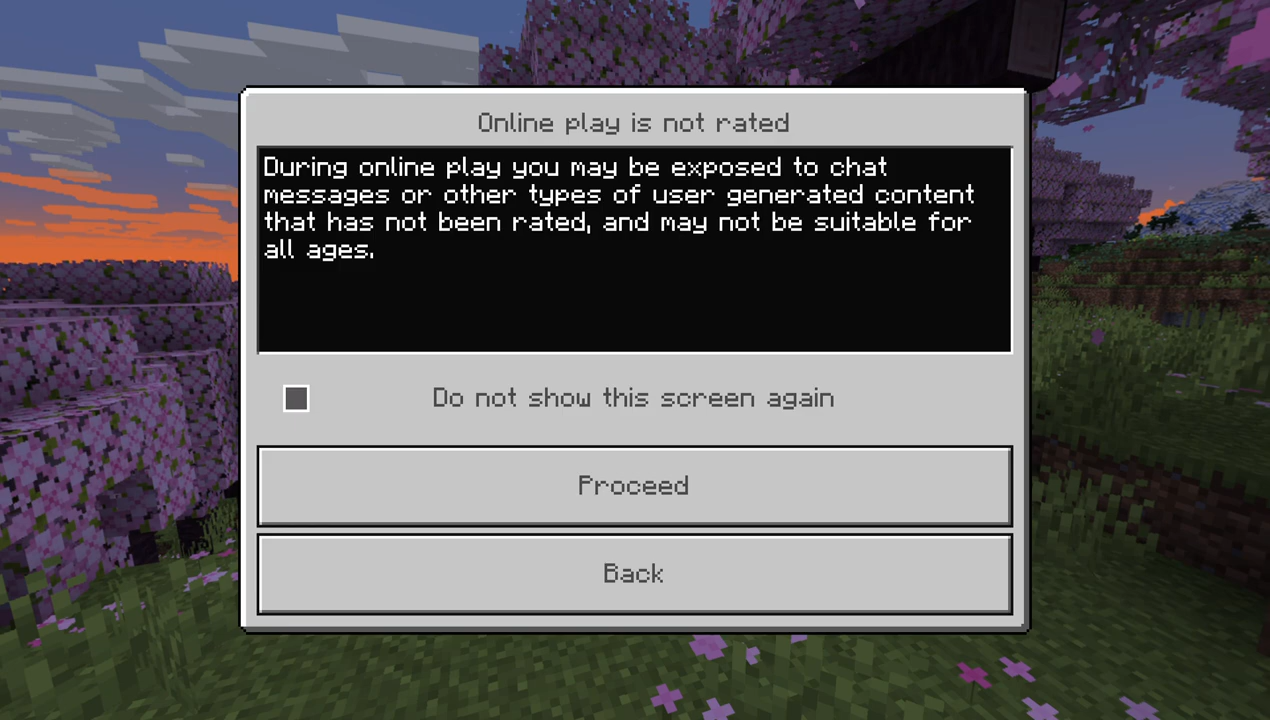 Online play is not rated
During online play you may be exposed to chat
messages or other types of user generated content
that has not been rated, and may not be suitable for
all ages.
Do not show this screen again
Proceed
Back